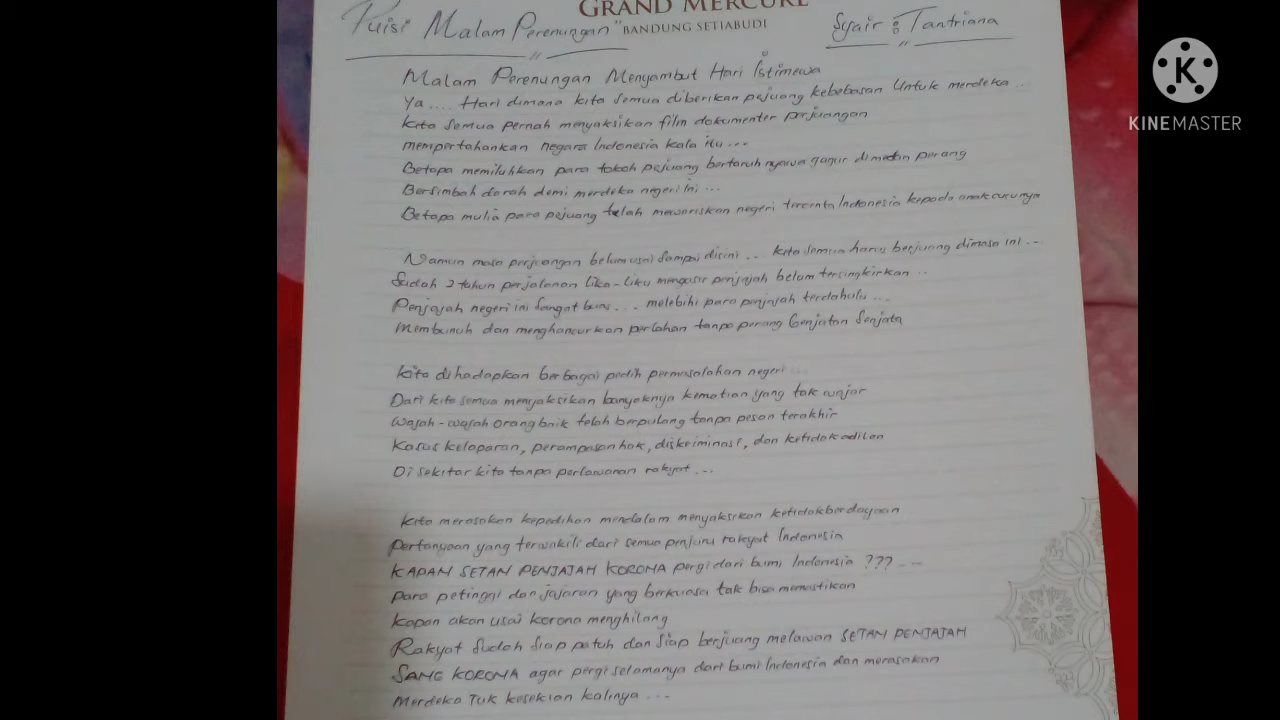 GRAND MERCURE
BANDUNG SETIABUDI
Puisi Malam Perenungan" Syair : Tantriana
KINEMASTER
Malam Perenungan Menyambut Hari Istimewa
Ya .... Hari dimana kita semua diberikan pejuang kebebasan Untuk merdeka ..
Kita semua pernah menyaksikan film dokumenter perjuangan
mempertahankan negara Indonesia kala itu ...
Betapa memiluhkan para tokoh pejuang bertaruh nyawa gugur dimedan perang
Bersimbah darah demi merdeka negeri ini ...
Betapa mulia para pejuang telah mewariskan negeri tercinta Indonesia kepada anak cucunya
Namun masa perjuangan belum usai sampai disini ... kita semua harus berjuang dimasa ini ...
Sudah 2 tahun perjalanan lika-liku mengusir penjajah belum tersingkirkan ..
Penjajah negeri ini sangat buas ... melebihi para penjajah terdahulu ...
Membunuh dan menghancurkan perlahan tanpa perang Genjatan Senjata
Kita dihadapkan berbagai pedih permasalahan negeri ...
Dari kita semua menyaksikan banyaknya kematian yang tak wajar
Wajah-wajah orang baik telah berpulang tanpa pesan terakhir
Kasus kelaparan, perampasan hak, diskriminasi, dan ketidakadilan
Di sekitar kita tanpa perlawanan rakyat ...
Kita merasakan kepedihan mendalam menyaksikan ketidakberdayaan
Pertanyaan yang terwakili dari semua penjuru rakyat Indonesia
KAPAN SETAN PENJAJAH KORONA pergi dari bumi Indonesia ??? ...
Para petinggi dan jajaran yang berkuasa tak bisa memastikan
Kapan akan usai korona menghilang
Rakyat Sudah Siap patuh dan Siap berjuang melawan SETAN PENJAJAH
SANG KORONA agar pergi selamanya dari bumi Indonesia dan merasakan
Merdeka Tuk kesekian kalinya ...